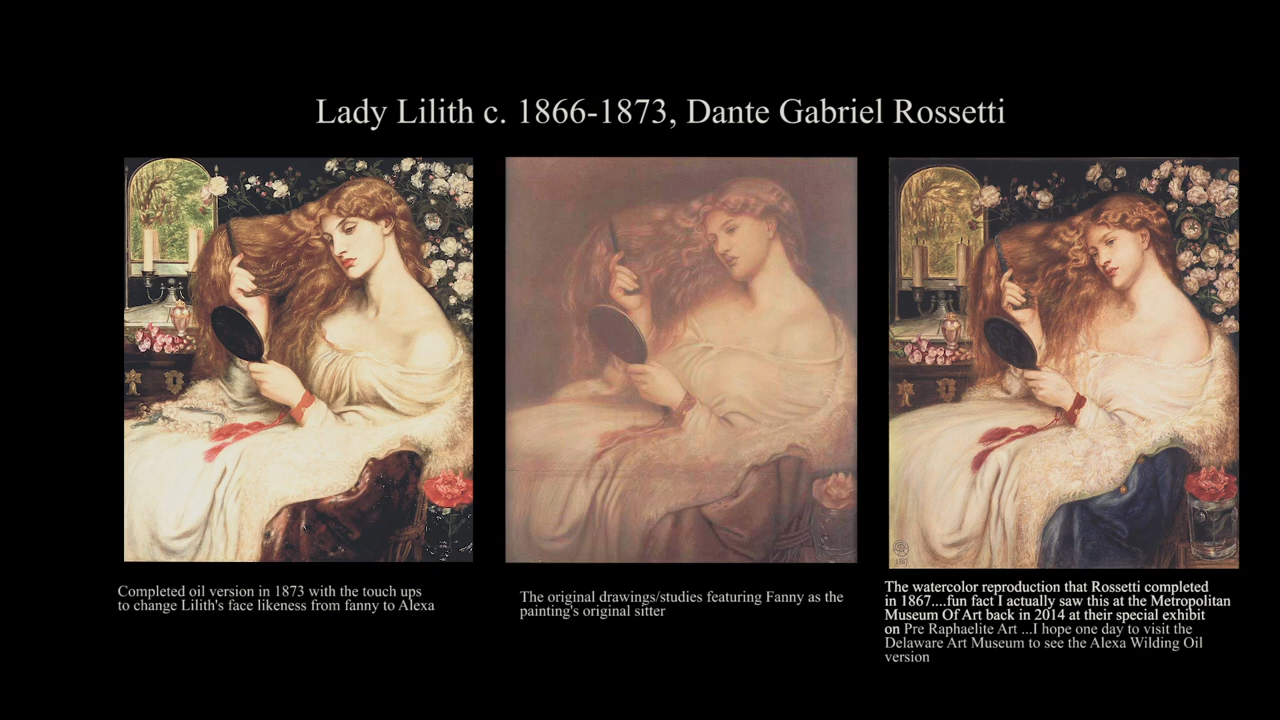 Lady Lilith c. 1866-1873, Dante Gabriel Rossetti
Completed oil version in 1873 with the touch ups
to change Lilith's face likeness from fanny to Alexa
The original drawings/studies featuring Fanny as the
painting's original sitter
The watercolor reproduction that Rossetti completed
in 1867....fun fact I actually saw this at the Metropolitan
Museum Of Art back in 2014 at their special exhibit
on Pre Raphaelite Art ...I hope one day to visit the
Delaware Art Museum to see the Alexa Wilding Oil
version